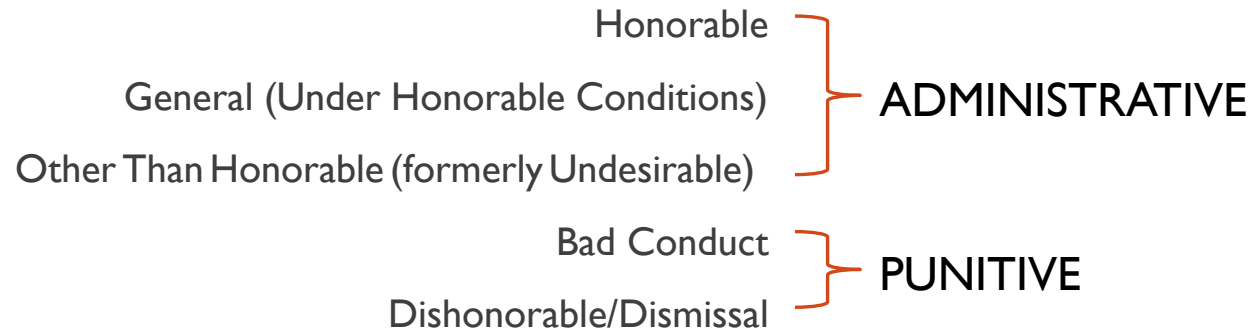 Honorable
General (Under Honorable Conditions)
ADMINISTRATIVE
Other Than Honorable (formerly Undesirable)
Bad Conduct
PUNITIVE
Dishonorable/Dismissal